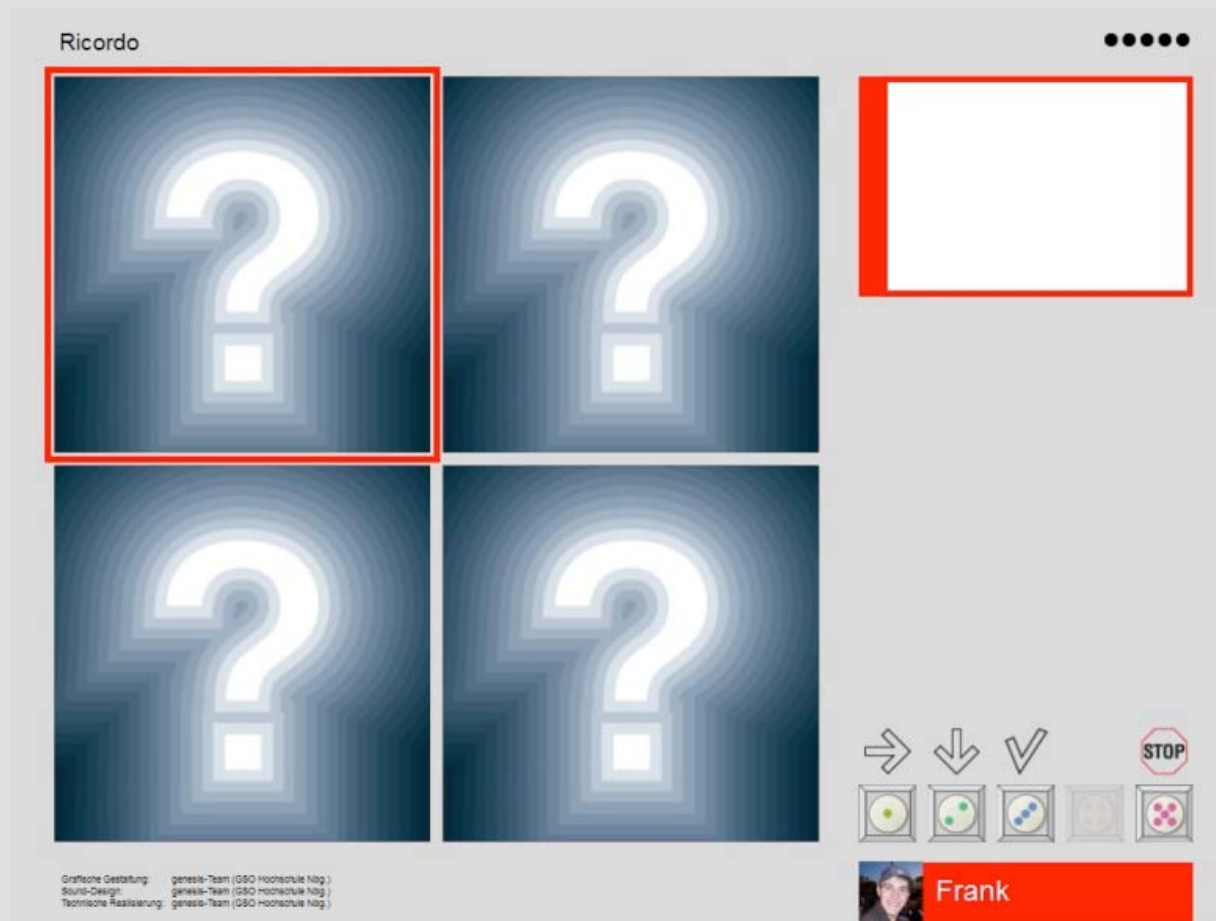 Ricordo
STOP
Grafische Gestaltung: genesis-Team (GSO Hochschule Nbg.)
Sound-Design: genesis-Team (GSO Hochschule Nbg.)
Technische Realisierung: genesis-Team (GSO Hochschule Nbg.)
Frank